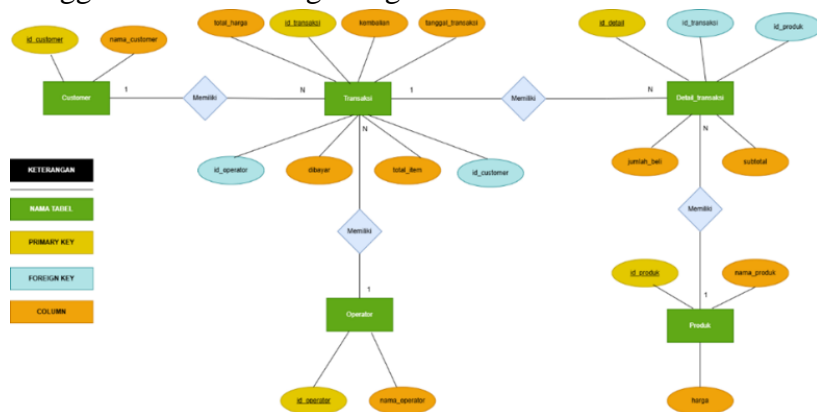 total_harga
id_transaksi
kembalian
tanggal_transaksi
id_detail
id_transaksi
id_produk
id_customer
nama_customer
Customer
1
Memiliki
N
Transaksi
1
Memiliki
N
Detail_transaksi
N
N
id_operator
dibayar
total_item
id_customer
jumlah_beli
subtotal
KETERANGAN
NAMA TABEL
PRIMARY KEY
FOREIGN KEY
COLUMN
Memiliki
Memiliki
id_produk
nama_produk
1
1
Operator
Produk
id_operator
nama_operator
harga